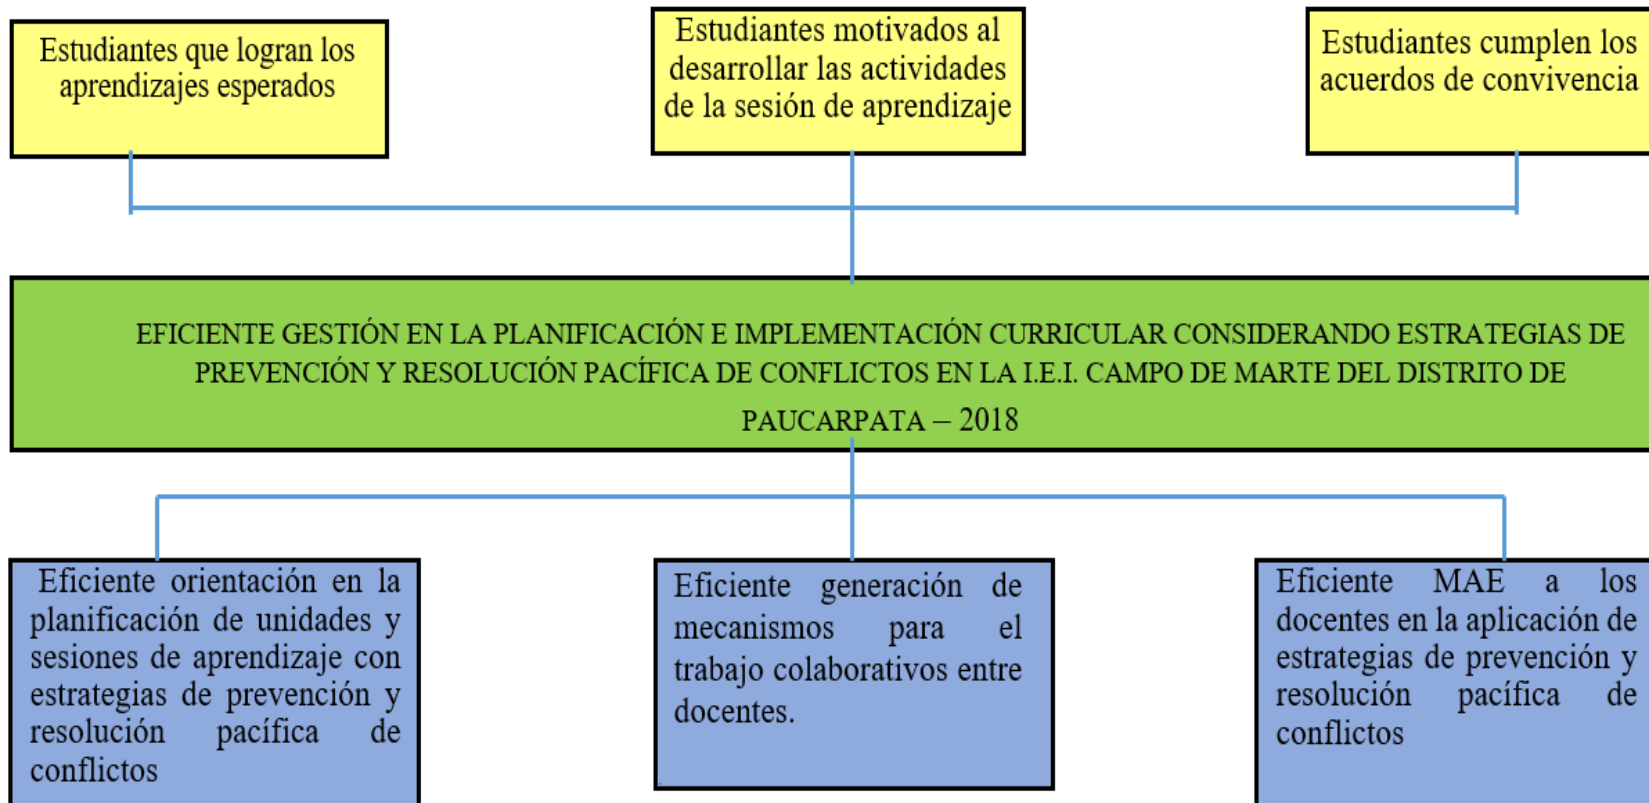 Estudiantes que logran los
aprendizajes esperados
Estudiantes motivados al
desarrollar las actividades
de la sesión de aprendizaje
Estudiantes cumplen los
acuerdos de convivencia
EFICIENTE GESTIÓN EN LA PLANIFICACIÓN E IMPLEMENTACIÓN CURRICULAR CONSIDERANDO ESTRATEGIAS DE
PREVENCIÓN Y RESOLUCIÓN PACÍFICA DE CONFLICTOS EN LA I.E.I. CAMPO DE MARTE DEL DISTRITO DE
PAUCARPATA – 2018
Eficiente orientación en la
planificación de unidades y
sesiones de aprendizaje con
estrategias de prevención y
resolución pacífica de
conflictos
Eficiente generación de
mecanismos para el
trabajo colaborativos entre
docentes.
Eficiente MAE a los
docentes en la aplicación de
estrategias de prevención y
resolución pacífica de
conflictos